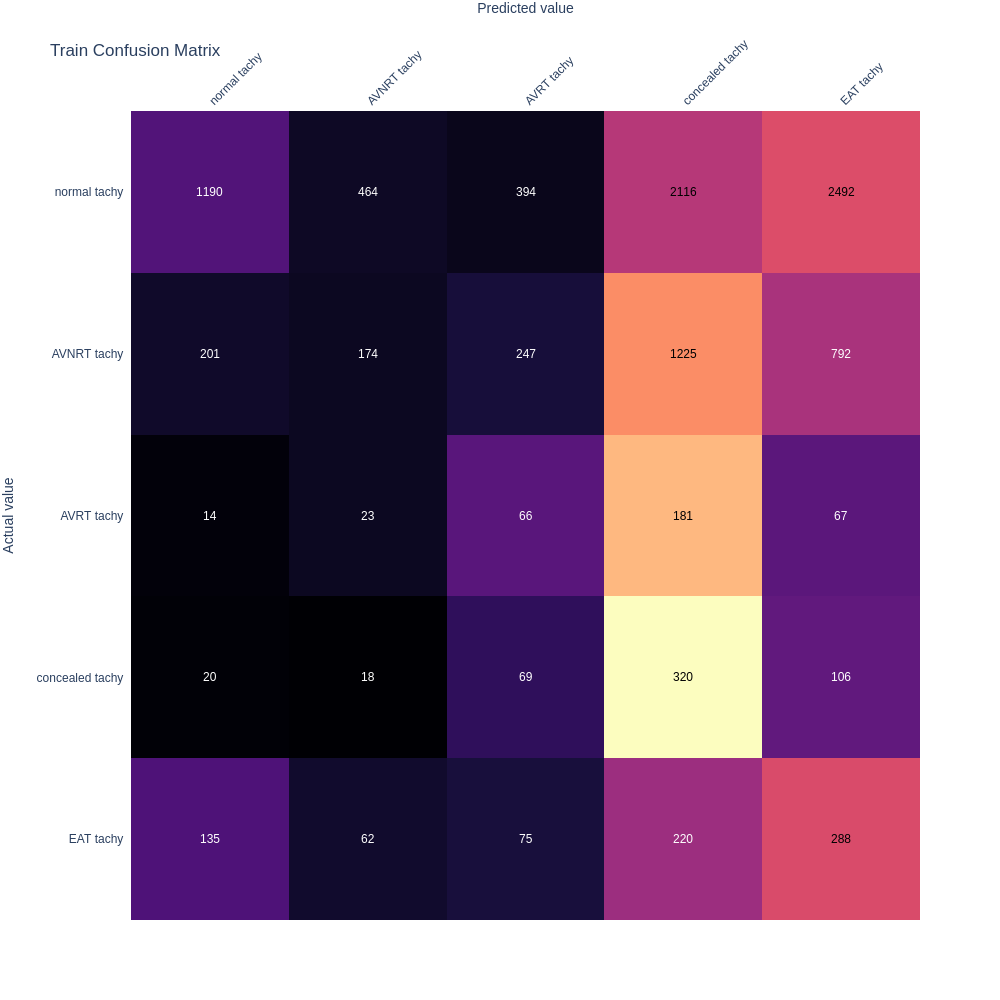 Predicted value
Train Confusion Matrix
normal tachy AVNRT tachy AVRT tachy concealed tachy EAT tachy
Actual value
normal tachy 1190 464 394 2116 2492
AVNRT tachy 201 174 247 1225 792
AVRT tachy 14 23 66 181 67
concealed tachy 20 18 69 320 106
EAT tachy 135 62 75 220 288